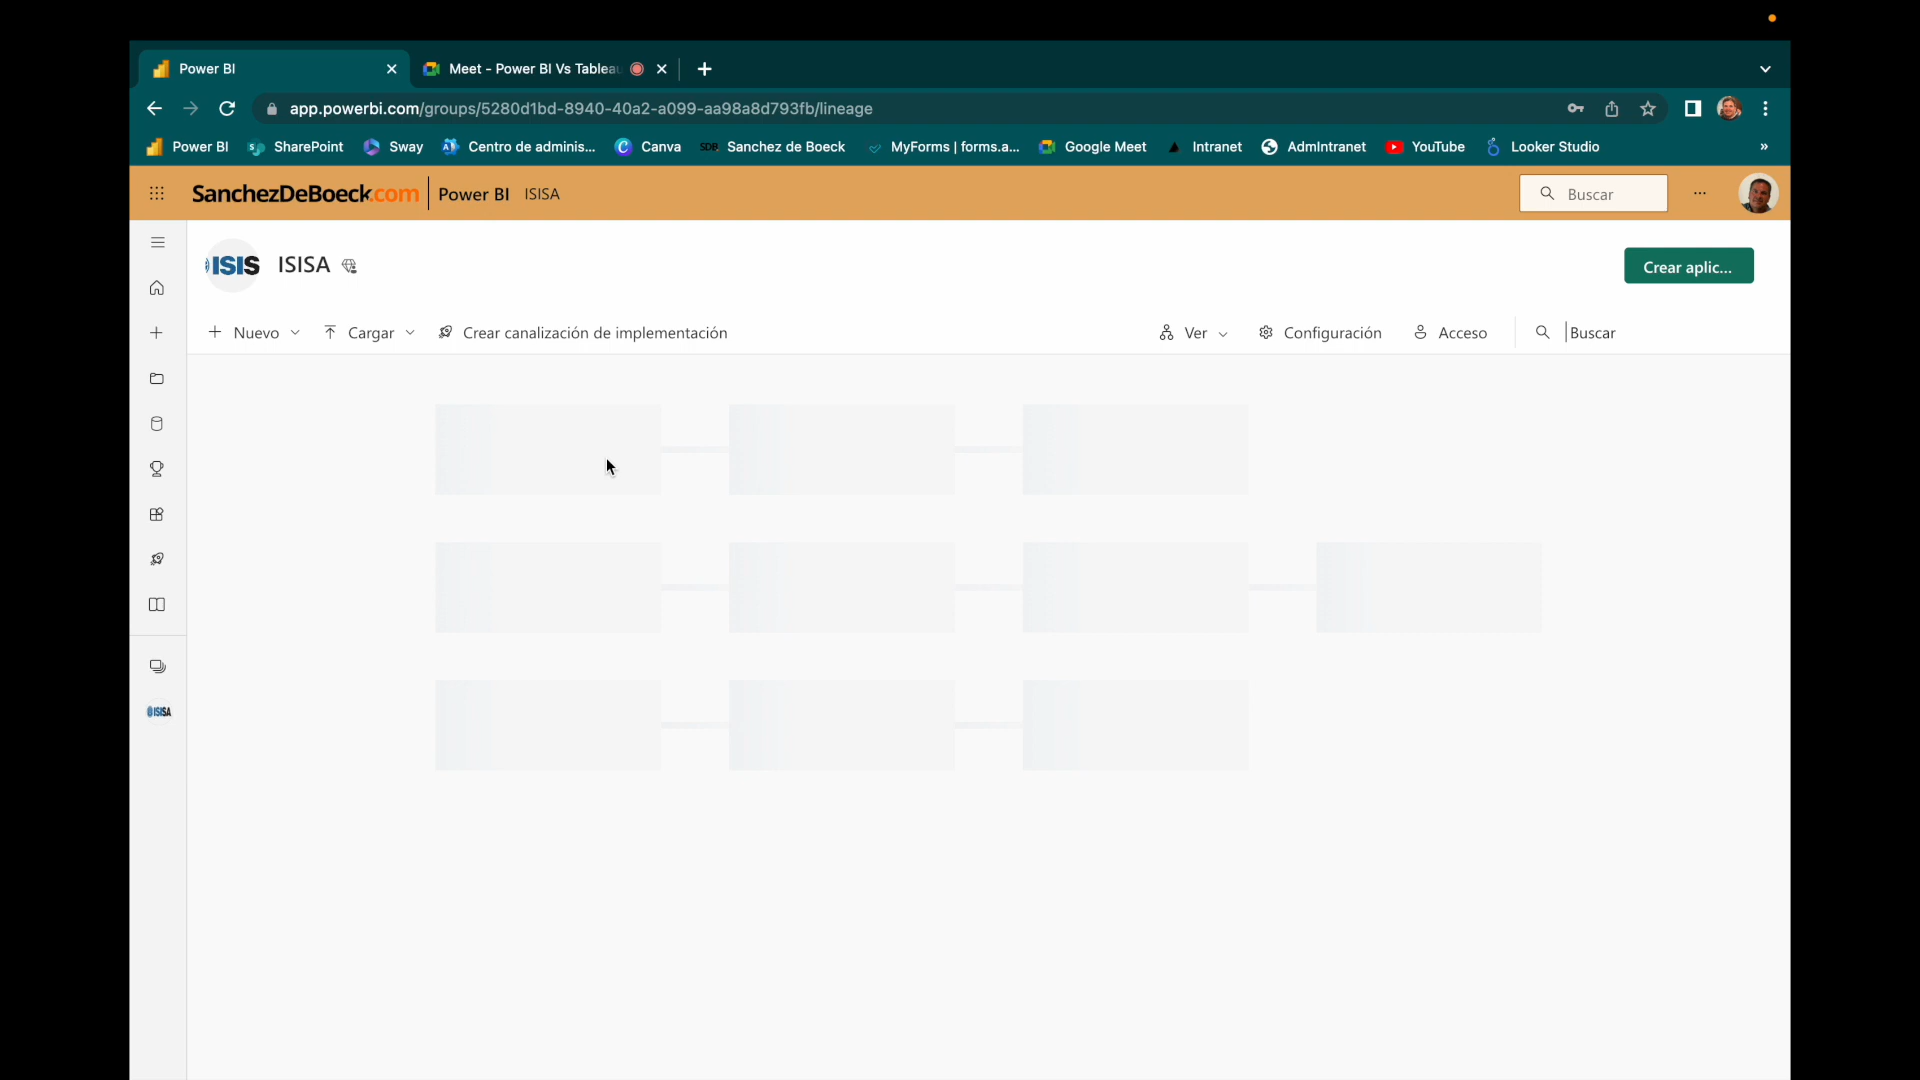 Power BI
Meet - Power BI Vs Tableau
app.powerbi.com/groups/5280d1bd-8940-40a2-a099-aa98a8d793fb/lineage
Power BI SharePoint Sway Centro de adminis... Canva SDB Sanchez de Boeck MyForms | forms.a... Google Meet Intranet AdmIntranet YouTube Looker Studio »
SanchezDeBoeck.com Power BI ISISA Buscar ...
ISIS ISISA Crear aplic...
Nuevo Cargar Crear canalización de implementación Ver Configuración Acceso Buscar
ISISA